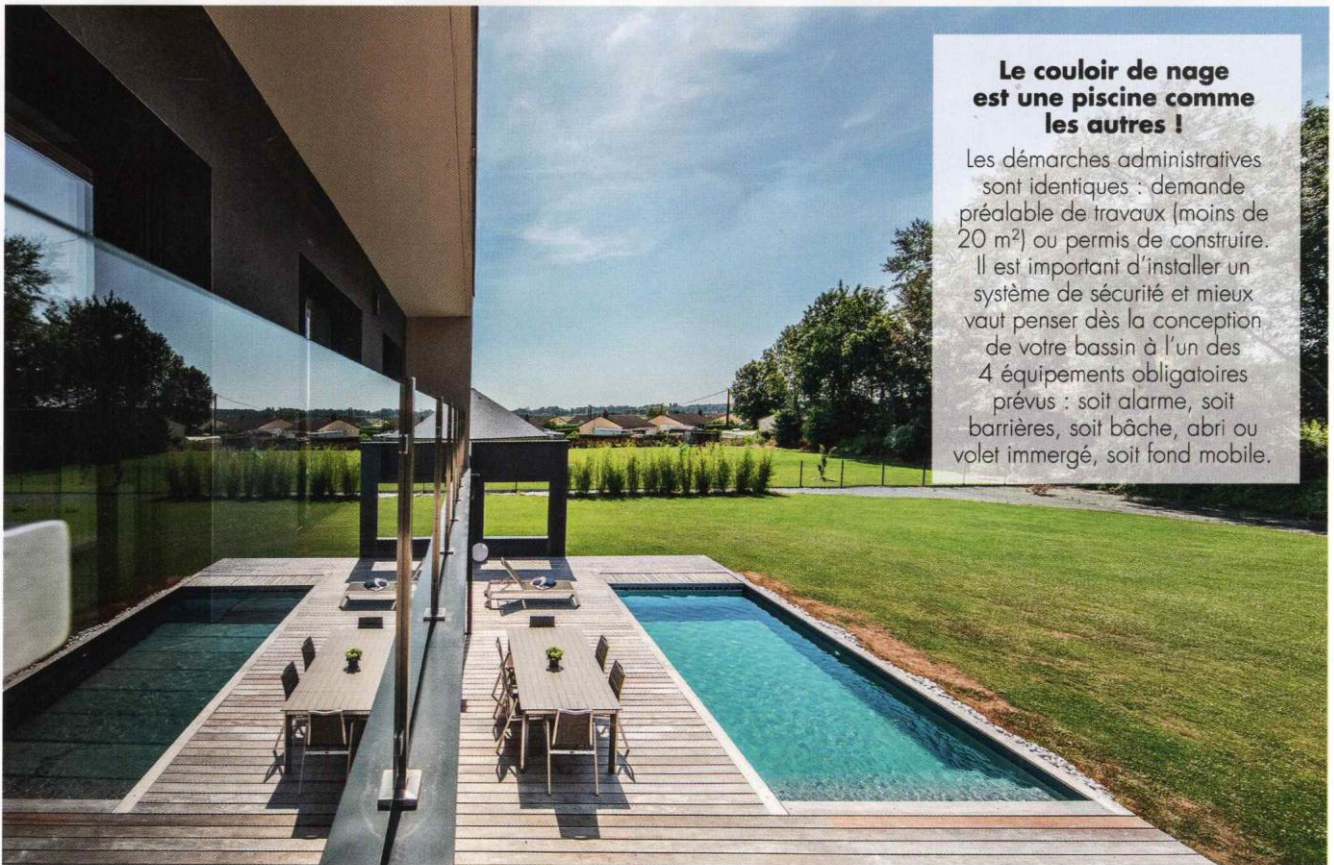 Le couloir de nage
est une piscine comme
les autres !
Les démarches administratives
sont identiques : demande
préalable de travaux (moins de
20 m²) ou permis de construire.
Il est important d'installer un
système de sécurité et mieux
vaut penser dès la conception
de votre bassin à l'un des
4 équipements obligatoires
prévus : soit alarme, soit
barrières, soit bâche, abri ou
volet immergé, soit fond mobile.